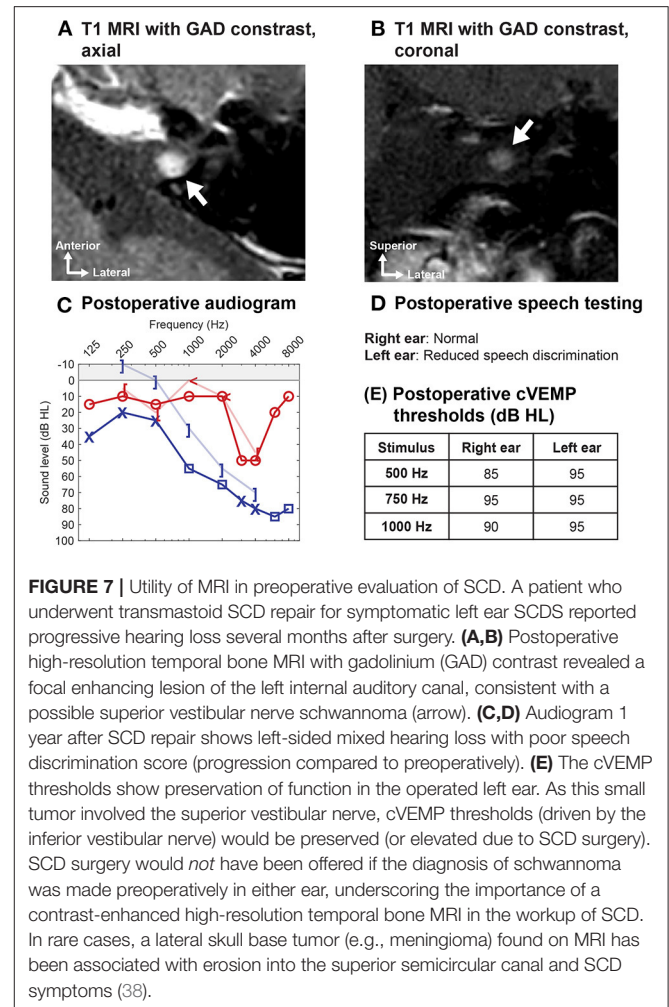 A T1 MRI with GAD constrast,
axial
B T1 MRI with GAD constrast,
coronal
Anterior
Lateral
Superior
Lateral
C Postoperative audiogram
Frequency (Hz)
125
250
500
1000
2000
4000
8000
Sound level (dB HL)
-10
0
10
20
30
40
50
60
70
80
90
100
D Postoperative speech testing
Right ear: Normal
Left ear: Reduced speech discrimination
(E) Postoperative cVEMP
thresholds (dB HL)
Stimulus Right ear Left ear
500 Hz 85 95
750 Hz 95 95
1000 Hz 90 95
FIGURE 7 | Utility of MRI in preoperative evaluation of SCD. A patient who
underwent transmastoid SCD repair for symptomatic left ear SCDS reported
progressive hearing loss several months after surgery. (A,B) Postoperative
high-resolution temporal bone MRI with gadolinium (GAD) contrast revealed a
focal enhancing lesion of the left internal auditory canal, consistent with a
possible superior vestibular nerve schwannoma (arrow). (C,D) Audiogram 1
year after SCD repair shows left-sided mixed hearing loss with poor speech
discrimination score (progression compared to preoperatively). (E) The cVEMP
thresholds show preservation of function in the operated left ear. As this small
tumor involved the superior vestibular nerve, cVEMP thresholds (driven by the
inferior vestibular nerve) would be preserved (or elevated due to SCD surgery).
SCD surgery would not have been offered if the diagnosis of schwannoma
was made preoperatively in either ear, underscoring the importance of a
contrast-enhanced high-resolution temporal bone MRI in the workup of SCD.
In rare cases, a lateral skull base tumor (e.g., meningioma) found on MRI has
been associated with erosion into the superior semicircular canal and SCD
symptoms (38).